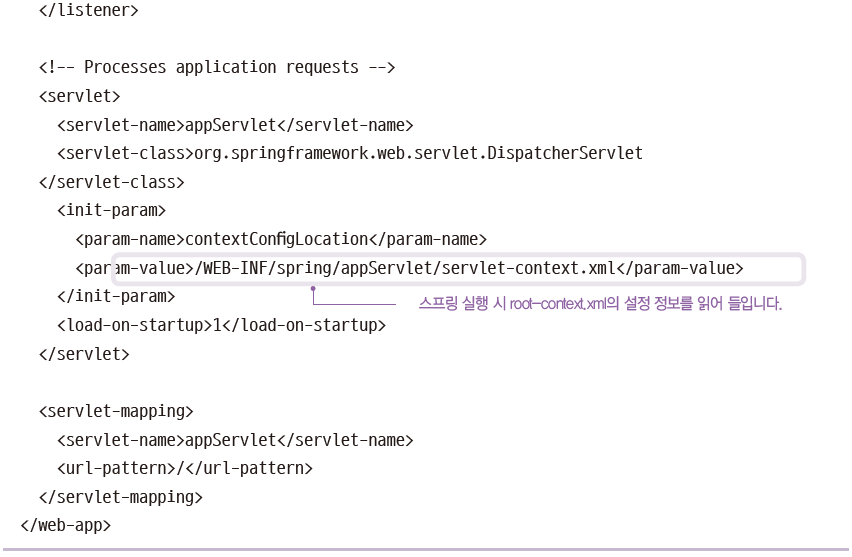 </listener>
<!-- Processes application requests -->
<servlet>
<servlet-name>appServlet</servlet-name>
<servlet-class>org.springframework.web.servlet.DispatcherServlet
</servlet-class>
<init-param>
<param-name>contextConfigLocation</param-name>
<param-value>/WEB-INF/spring/appServlet/servlet-context.xml</param-value>
</init-param>
스프링 실행 시 root-context.xml의 설정 정보를 읽어 들입니다.
<load-on-startup>1</load-on-startup>
</servlet>
<servlet-mapping>
<servlet-name>appServlet</servlet-name>
<url-pattern>/</url-pattern>
</servlet-mapping>
</web-app>